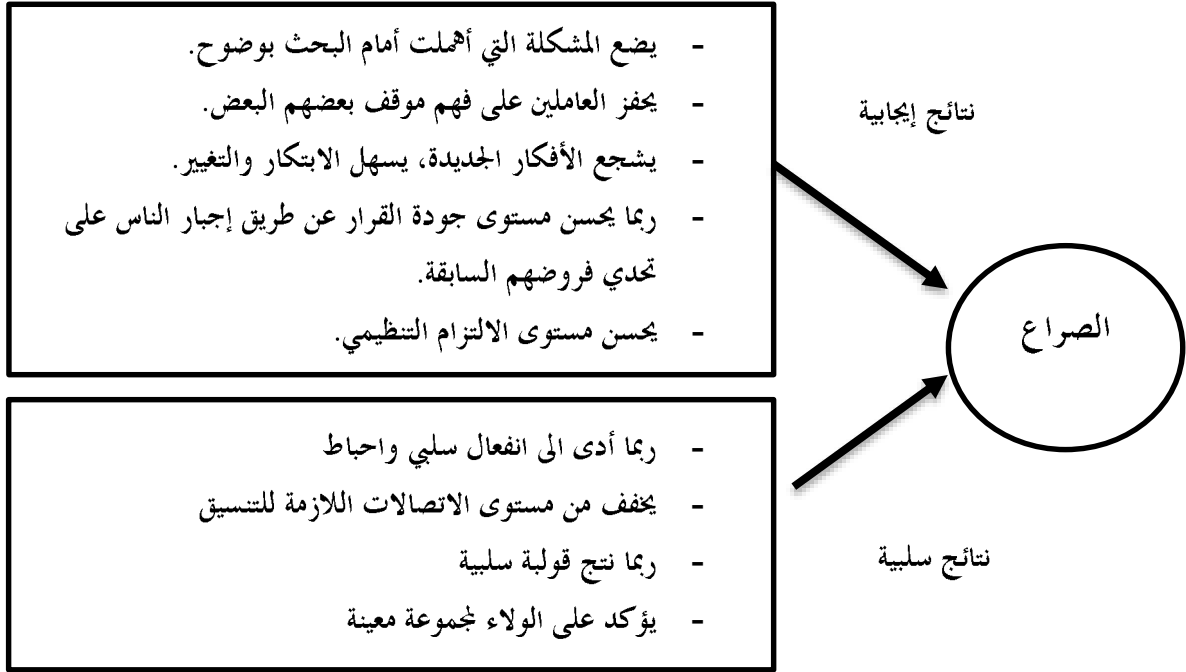 الصراع
نتائج إيجابية
- يضع المشكلة التي أهملت أمام البحث بوضوح.
- يحفز العاملين على فهم موقف بعضهم البعض.
- يشجع الأفكار الجديدة، يسهل الابتكار والتغيير.
- ربما يحسن مستوى جودة القرار عن طريق إجبار الناس على
تحدي فروضهم السابقة.
- يحسن مستوى الالتزام التنظيمي.
نتائج سلبية
- ربما أدى الى انفعال سلبي واحباط
- يخفف من مستوى الاتصالات اللازمة للتنسيق
- ربما نتج قولبة سلبية
- يؤكد على الولاء لمجموعة معينة